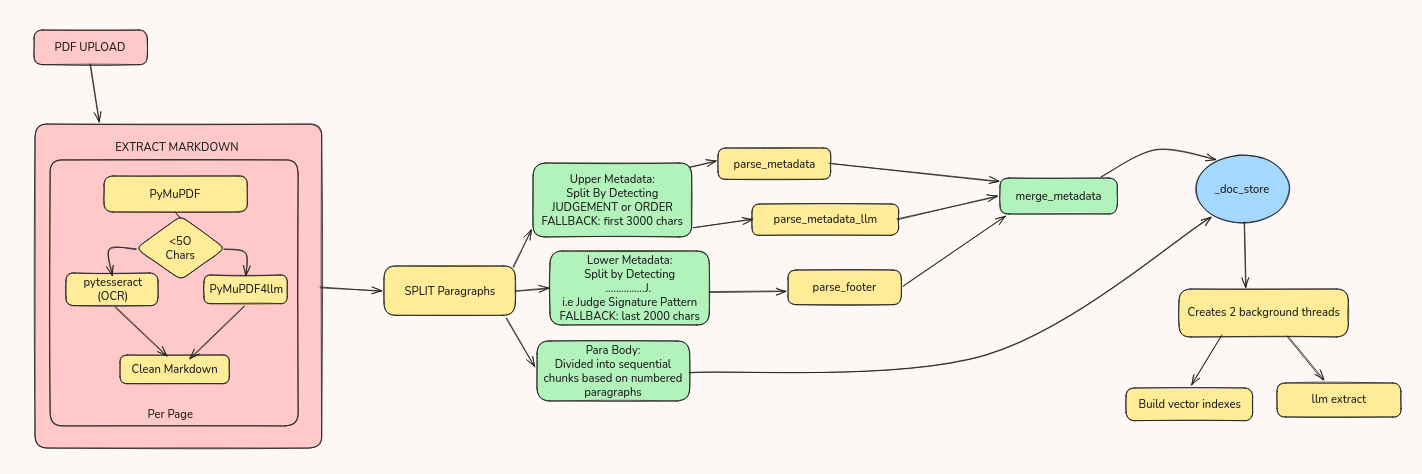 PDF UPLOAD
EXTRACT MARKDOWN
PyMuPDF
<50
Chars
pytesseract
(OCR)
PyMuPDF4llm
Clean Markdown
Per Page
SPLIT Paragraphs
Upper Metadata:
Split By Detecting
JUDGEMENT or ORDER
FALLBACK: first 3000 chars
Lower Metadata:
Split by Detecting
................J.
i.e Judge Signature Pattern
FALLBACK: last 2000 chars
Para Body:
Divided into sequential
chunks based on numbered
paragraphs
parse_metadata
parse_metadata_llm
parse_footer
merge_metadata
_doc_store
Creates 2 background threads
Build vector indexes
llm extract